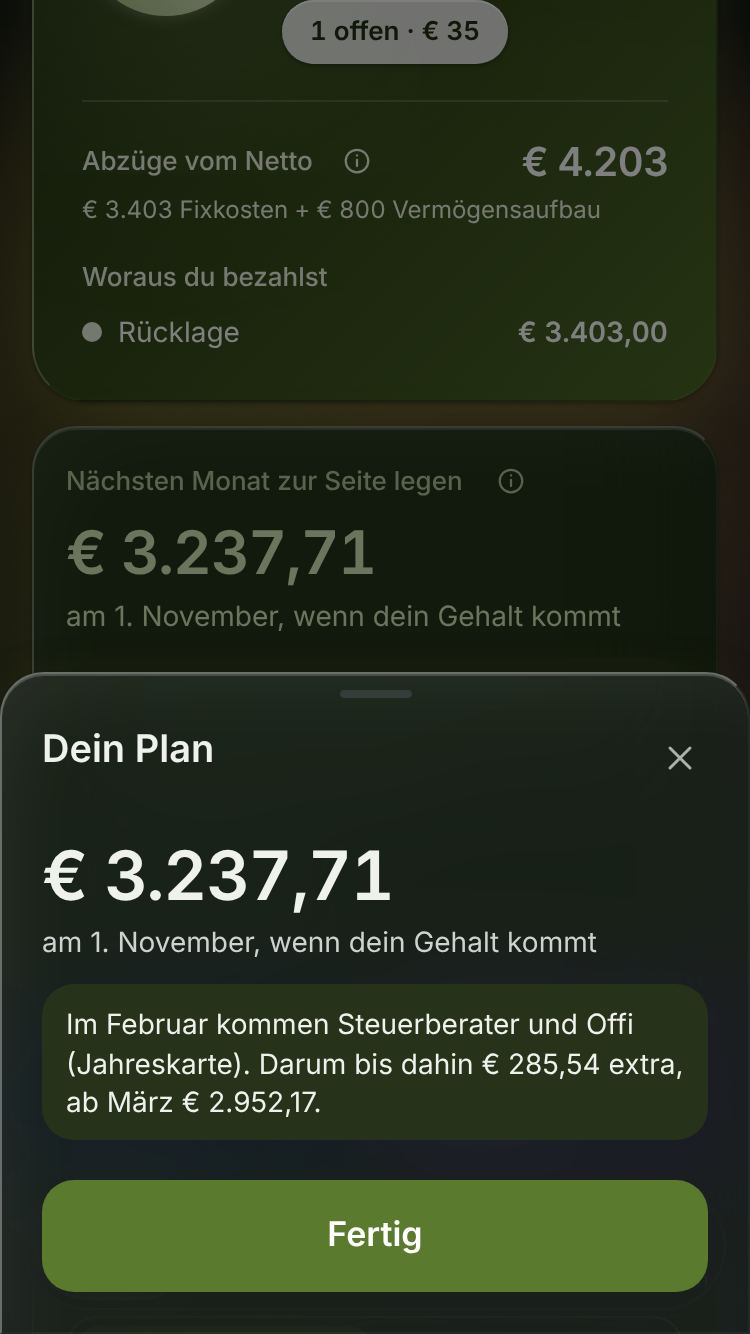 1 offen · € 35
Abzüge vom Netto
€ 4.203
€ 3.403 Fixkosten + € 800 Vermögensaufbau
Woraus du bezahlst
Rücklage
€ 3.403,00
Nächsten Monat zur Seite legen
€ 3.237,71
am 1. November, wenn dein Gehalt kommt
Dein Plan
€ 3.237,71
am 1. November, wenn dein Gehalt kommt
Im Februar kommen Steuerberater und Offi
(Jahreskarte). Darum bis dahin € 285,54 extra,
ab März € 2.952,17.
Fertig